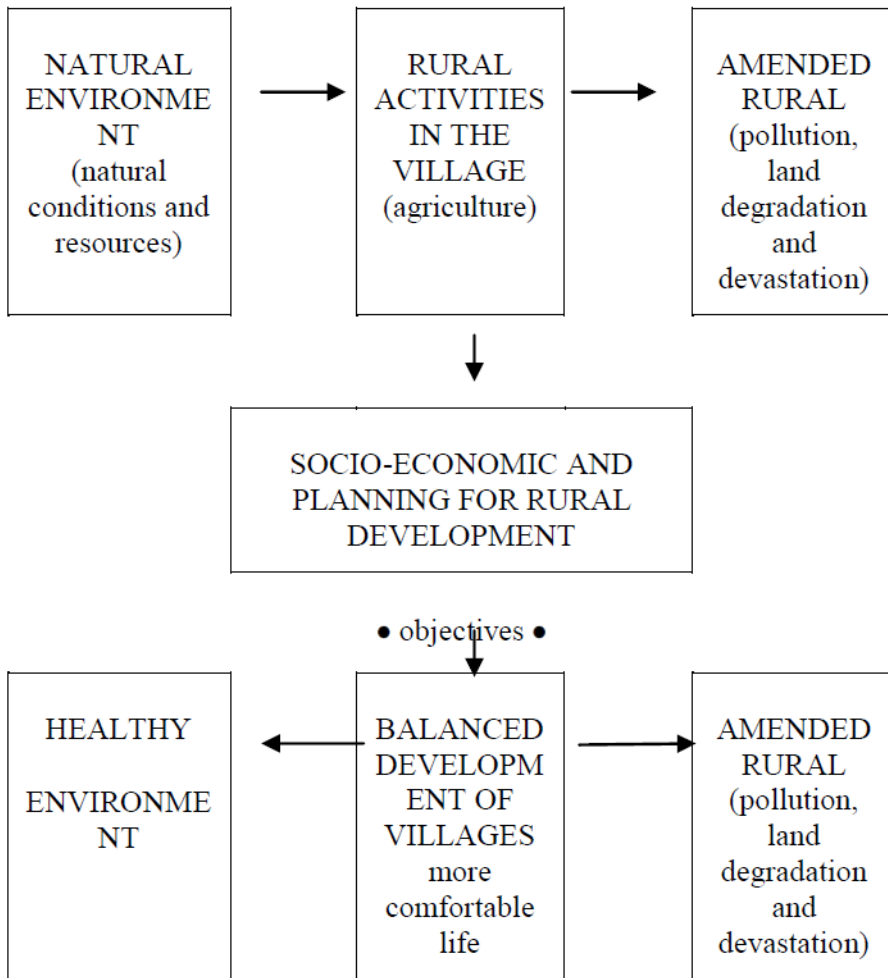 NATURAL
ENVIRONME
NT
(natural
conditions and
resources)
RURAL
ACTIVITIES
IN THE
VILLAGE
(agriculture)
AMENDED
RURAL
(pollution,
land
degradation
and
devastation)
SOCIO-ECONOMIC AND
PLANNING FOR RURAL
DEVELOPMENT
● objectives ●
HEALTHY
ENVIRONME
NT
BALANCED
DEVELOPM
ENT OF
VILLAGES
more
comfortable
life
AMENDED
RURAL
(pollution,
land
degradation
and
devastation)